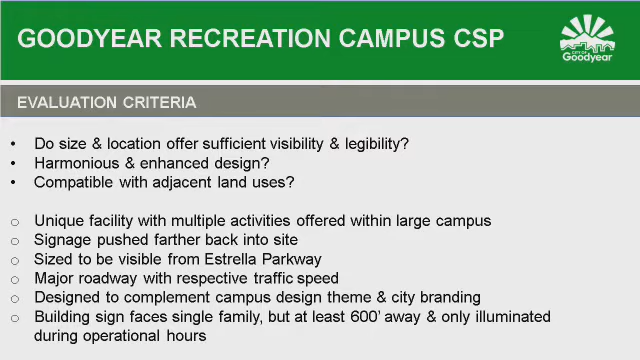 GOODYEAR RECREATION CAMPUS CSP
CITY OF
Goodyear
EVALUATION CRITERIA
• Do size & location offer sufficient visibility & legibility?
• Harmonious & enhanced design?
• Compatible with adjacent land uses?
o Unique facility with multiple activities offered within large campus
o Signage pushed farther back into site
o Sized to be visible from Estrella Parkway
o Major roadway with respective traffic speed
o Designed to complement campus design theme & city branding
o Building sign faces single family, but at least 600' away & only illuminated
during operational hours